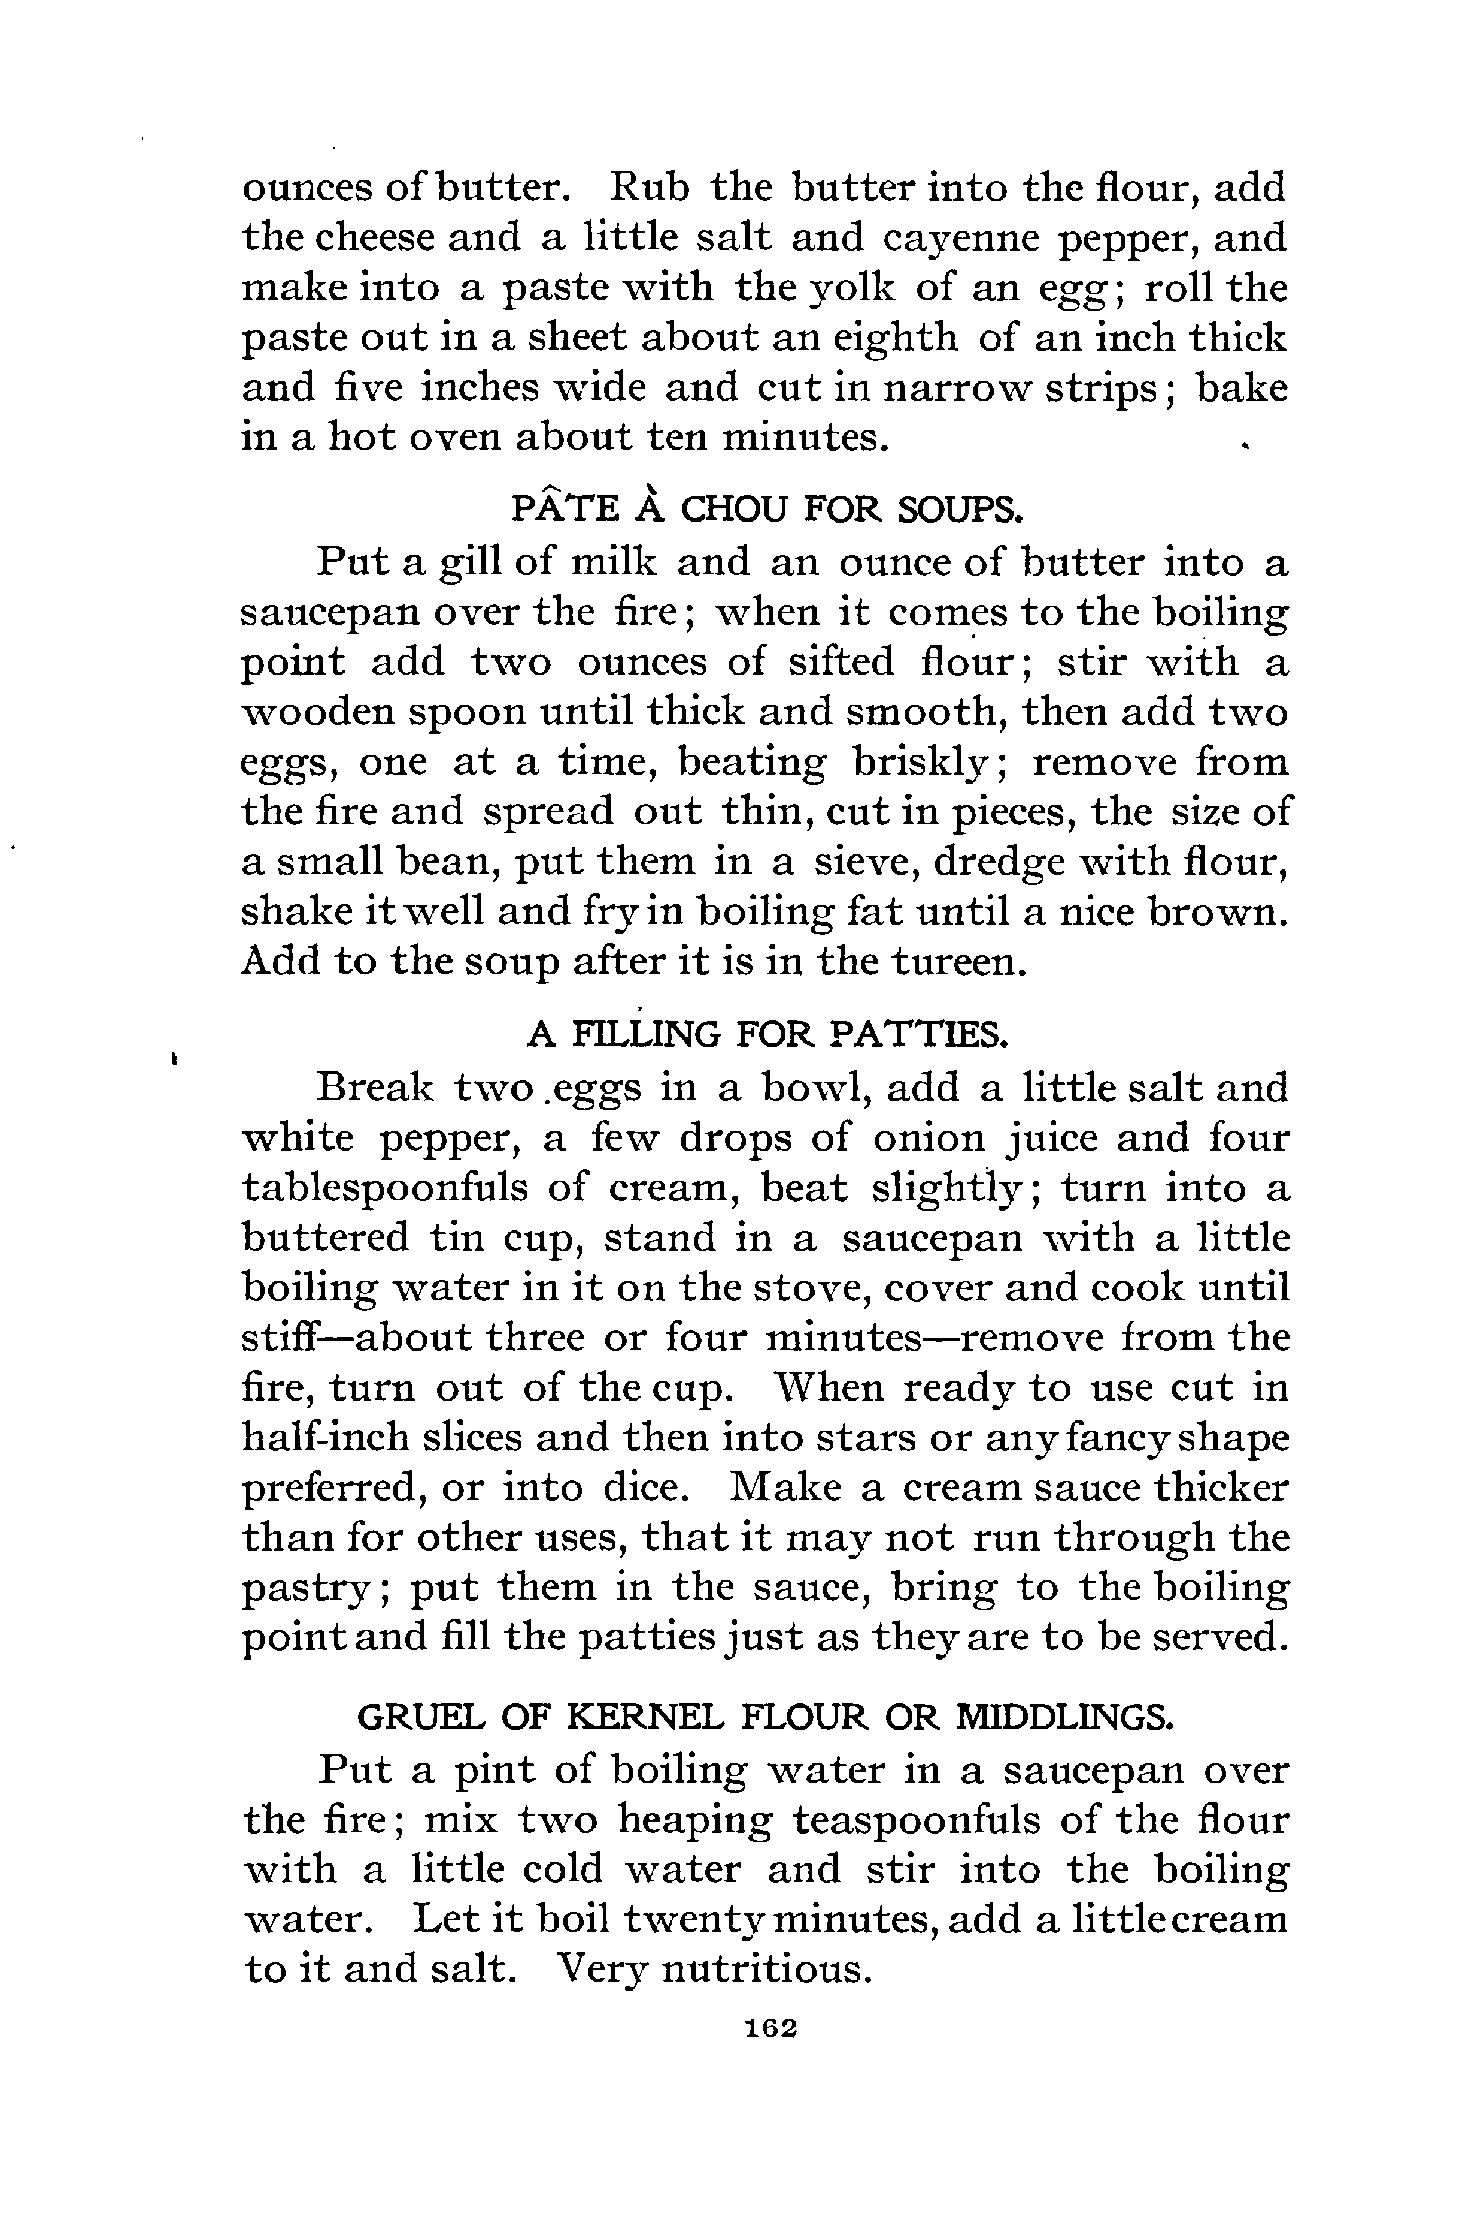 ounces of butter. Rub the butter into the flour, add
the cheese and a little salt and cayenne pepper, and
make into a paste with the yolk of an egg; roll the
paste out in a sheet about an eighth of an inch thick
and five inches wide and cut in narrow strips; bake
in a hot oven about ten minutes.
PÂTE À CHOU FOR SOUPS.
Put a gill of milk and an ounce of butter into a
saucepan over the fire; when it comes to the boiling
point add two ounces of sifted flour; stir with a
wooden spoon until thick and smooth, then add two
eggs, one at a time, beating briskly; remove from
the fire and spread out thin, cut in pieces, the size of
a small bean, put them in a sieve, dredge with flour,
shake it well and fry in boiling fat until a nice brown.
Add to the soup after it is in the tureen.
A FILLING FOR PATTIES.
Break two eggs in a bowl, add a little salt and
white pepper, a few drops of onion juice and four
tablespoonfuls of cream, beat slightly; turn into a
buttered tin cup, stand in a saucepan with a little
boiling water in it on the stove, cover and cook until
stiff—about three or four minutes—remove from the
fire, turn out of the cup. When ready to use cut in
half-inch slices and then into stars or any fancy shape
preferred, or into dice. Make a cream sauce thicker
than for other uses, that it may not run through the
pastry; put them in the sauce, bring to the boiling
point and fill the patties just as they are to be served.
GRUEL OF KERNEL FLOUR OR MIDDLINGS.
Put a pint of boiling water in a saucepan over
the fire; mix two heaping teaspoonfuls of the flour
with a little cold water and stir into the boiling
water. Let it boil twenty minutes, add a little cream
to it and salt. Very nutritious.
162